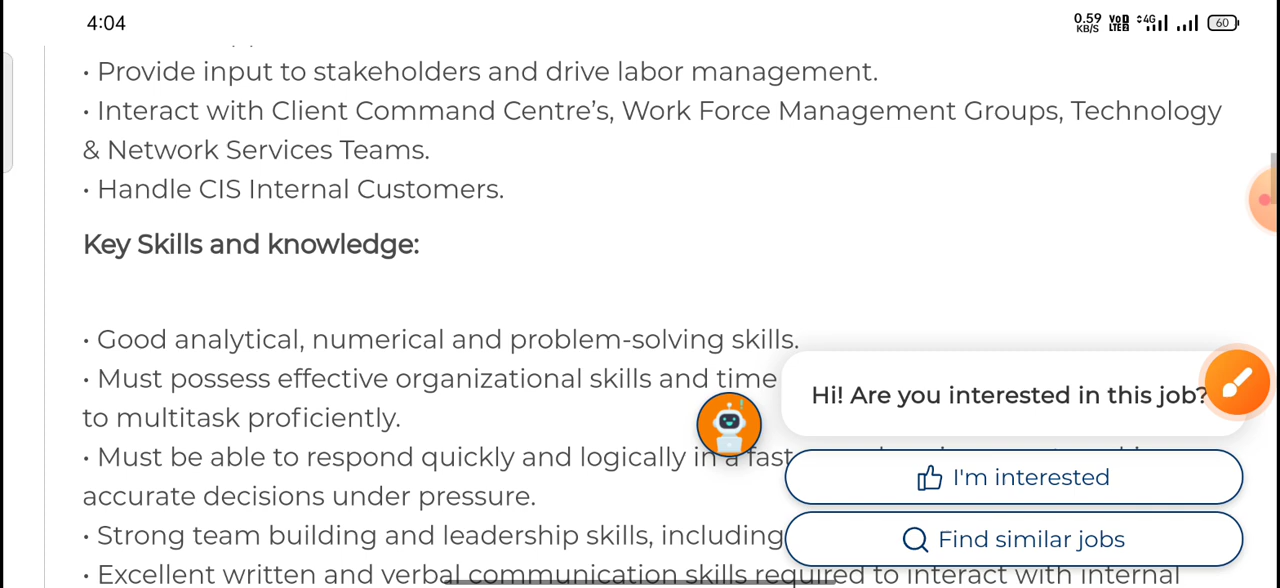 4:04
0.59 KB/S VoD LTE2 4G 60
• Provide input to stakeholders and drive labor management.
• Interact with Client Command Centre’s, Work Force Management Groups, Technology
& Network Services Teams.
• Handle CIS Internal Customers.
Key Skills and knowledge:
• Good analytical, numerical and problem-solving skills.
• Must possess effective organizational skills and time
to multitask proficiently.
• Must be able to respond quickly and logically in a fast
accurate decisions under pressure.
• Strong team building and leadership skills, including
• Excellent written and verbal communication skills required to interact with internal
Hi! Are you interested in this job?
I'm interested
Find similar jobs